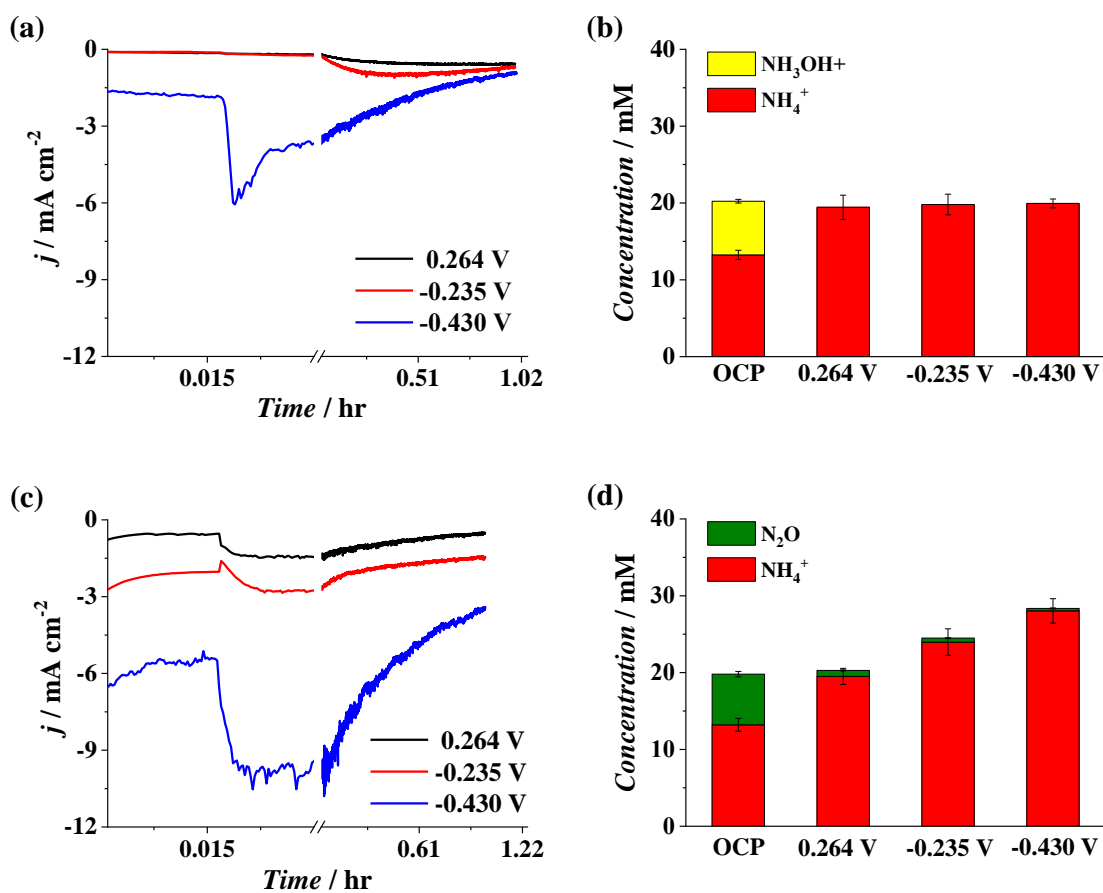 (a)
0
-3
-6
-9
-12
j / mA cm⁻²
0.264 V
-0.235 V
-0.430 V
0.015
0.51
1.02
Time / hr
(b)
40
30
20
10
0
Concentration / mM
NH₃OH+
NH₄⁺
OCP
0.264 V
-0.235 V
-0.430 V
(c)
0
-3
-6
-9
-12
j / mA cm⁻²
0.264 V
-0.235 V
-0.430 V
0.015
0.61
1.22
Time / hr
(d)
40
30
20
10
0
Concentration / mM
N₂O
NH₄⁺
OCP
0.264 V
-0.235 V
-0.430 V